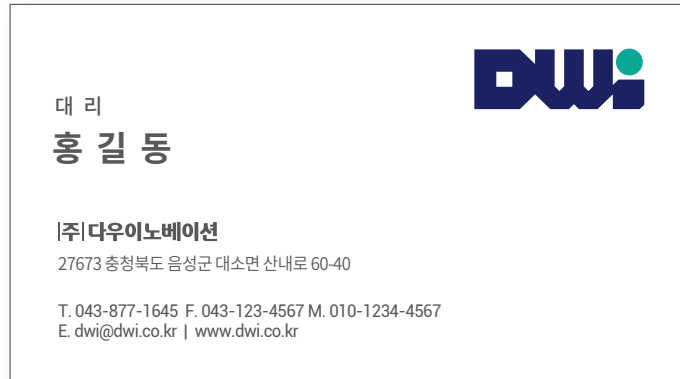 DWi
대 리
홍 길 동
|주| 다우이노베이션
27673 충청북도 음성군 대소면 산내로 60-40
T. 043-877-1645 F. 043-123-4567 M. 010-1234-4567
E. dwi@dwi.co.kr | www.dwi.co.kr